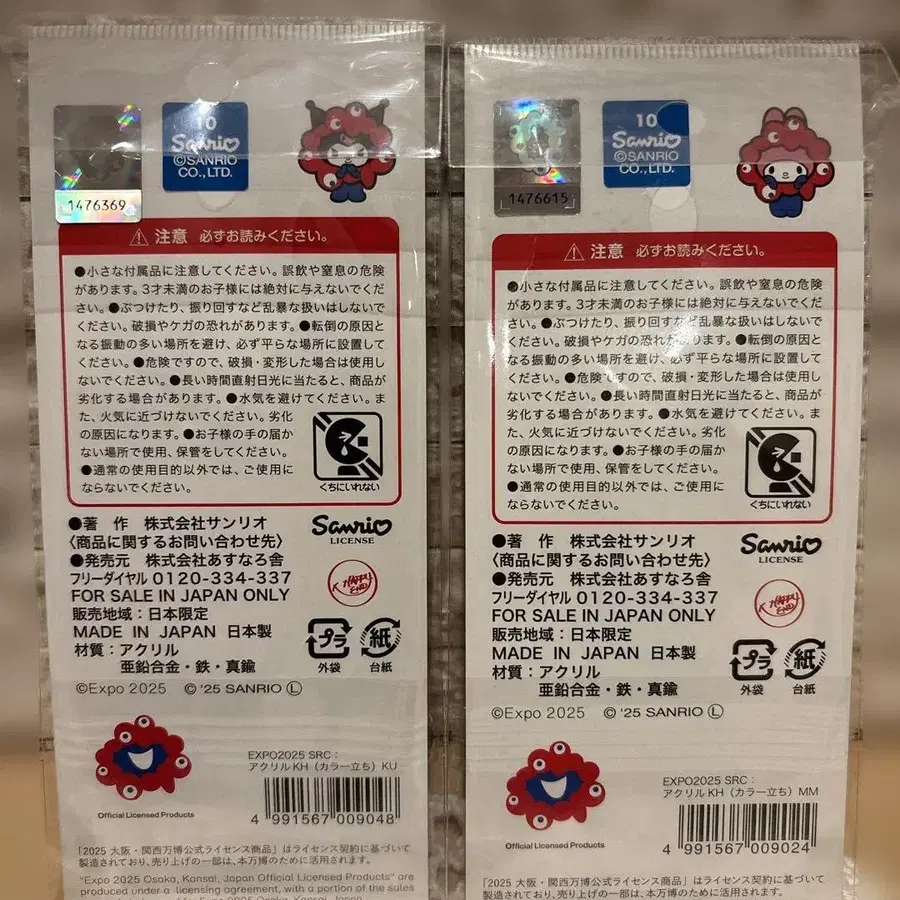 1476369
10
Sanrio
©SANRIO
CO., LTD.
注意 必ずお読みください。
●小さな付属品に注意してください。誤飲や窒息の危険
があります。3才未満のお子様には絶対に与えないでくだ
さい。●ぶつけたり、振り回すなど乱暴な扱いはしないで
ください。破損やケガの恐れがあります。●転倒の原因と
なる振動の多い場所を避け、必ず平らな場所に設置して
ください。●危険ですので、破損・変形した場合は使用し
ないでください。●長い時間直射日光に当たると、商品が
劣化する場合があります。●水気を避けてください。ま
た、火気に近づけないでください。劣化
の原因になります。●お子様の手の届か
ない場所で使用、保管をしてください。
●通常の使用目的以外では、ご使用に
ならないでください。
くちにいれない
●著 作 株式会社サンリオ
〈商品に関するお問い合わせ先〉
●発売元 株式会社あすなろ舎
フリーダイヤル 0120-334-337
FOR SALE IN JAPAN ONLY
販売地域：日本限定
MADE IN JAPAN 日本製
材質：アクリル
亜鉛合金・鉄・真鍮
Sanrio
LICENSE
プラ
外袋
紙
台紙
©Expo 2025 © '25 SANRIO Ⓛ
Official Licensed Products
EXPO2025 SRC：
アクリルKH（カラー立ち）KU
4 991567 009048
「2025 大阪・関西万博公式ライセンス商品」はライセンス契約に基づいて
製造されており、売り上げの一部は、本万博のために活用されます。
"Expo 2025 Osaka, Kansai, Japan Official Licensed Products" are
produced under a licensing agreement, with a portion of the sales
1476615
10
Sanrio
©SANRIO
CO., LTD.
注意 必ずお読みください。
●小さな付属品に注意してください。誤飲や窒息の危険
があります。3才未満のお子様には絶対に与えないでくだ
さい。●ぶつけたり、振り回すなど乱暴な扱いはしないで
ください。破損やケガの恐れがあります。●転倒の原因と
なる振動の多い場所を避け、必ず平らな場所に設置して
ください。●危険ですので、破損・変形した場合は使用し
ないでください。●長い時間直射日光に当たると、商品が
劣化する場合があります。●水気を避けてください。ま
た、火気に近づけないでください。劣化
の原因になります。●お子様の手の届か
ない場所で使用、保管をしてください。
●通常の使用目的以外では、ご使用に
ならないでください。
くちにいれない
●著 作 株式会社サンリオ
〈商品に関するお問い合わせ先〉
●発売元 株式会社あすなろ舎
フリーダイヤル 0120-334-337
FOR SALE IN JAPAN ONLY
販売地域：日本限定
MADE IN JAPAN 日本製
材質：アクリル
亜鉛合金・鉄・真鍮
Sanrio
LICENSE
プラ
外袋
紙
台紙
©Expo 2025 © '25 SANRIO Ⓛ
Official Licensed Products
EXPO2025 SRC：
アクリルKH（カラー立ち）MM
4 991567 009024
「2025 大阪・関西万博公式ライセンス商品」はライセンス契約に基づいて
製造されており、売り上げの一部は、本万博のために活用されます。